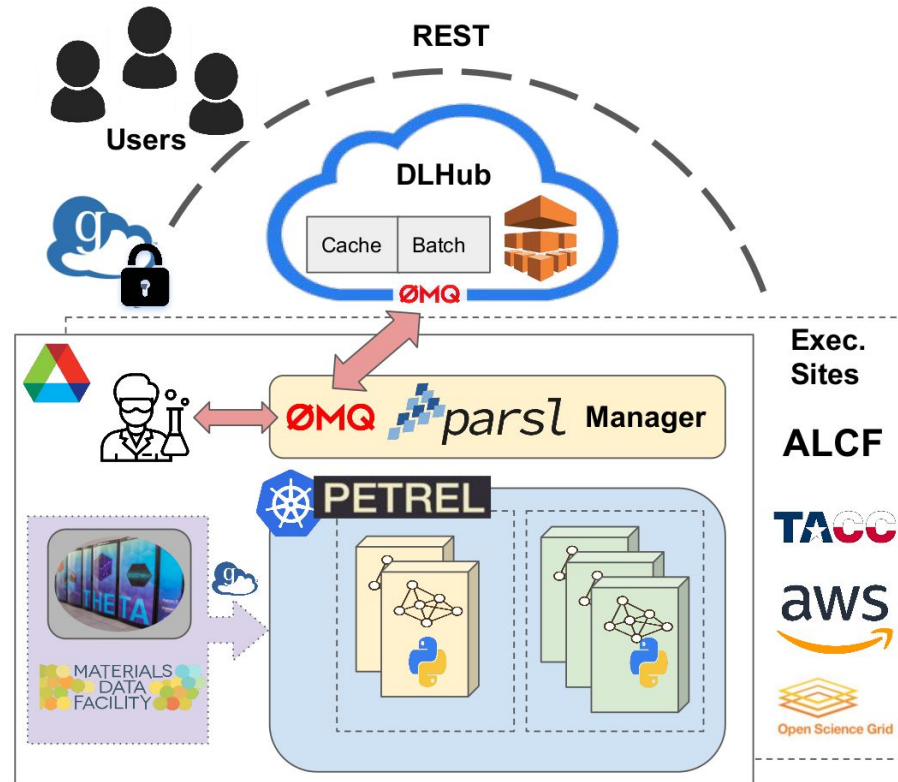 REST
Users
DLHub
g
Cache
Batch
ØMQ
Exec.
Sites
ØMQ
parsl
Manager
ALCF
PETREL
TACC
g
THETA
aws
MATERIALS
DATA
FACILITY
Open Science Grid